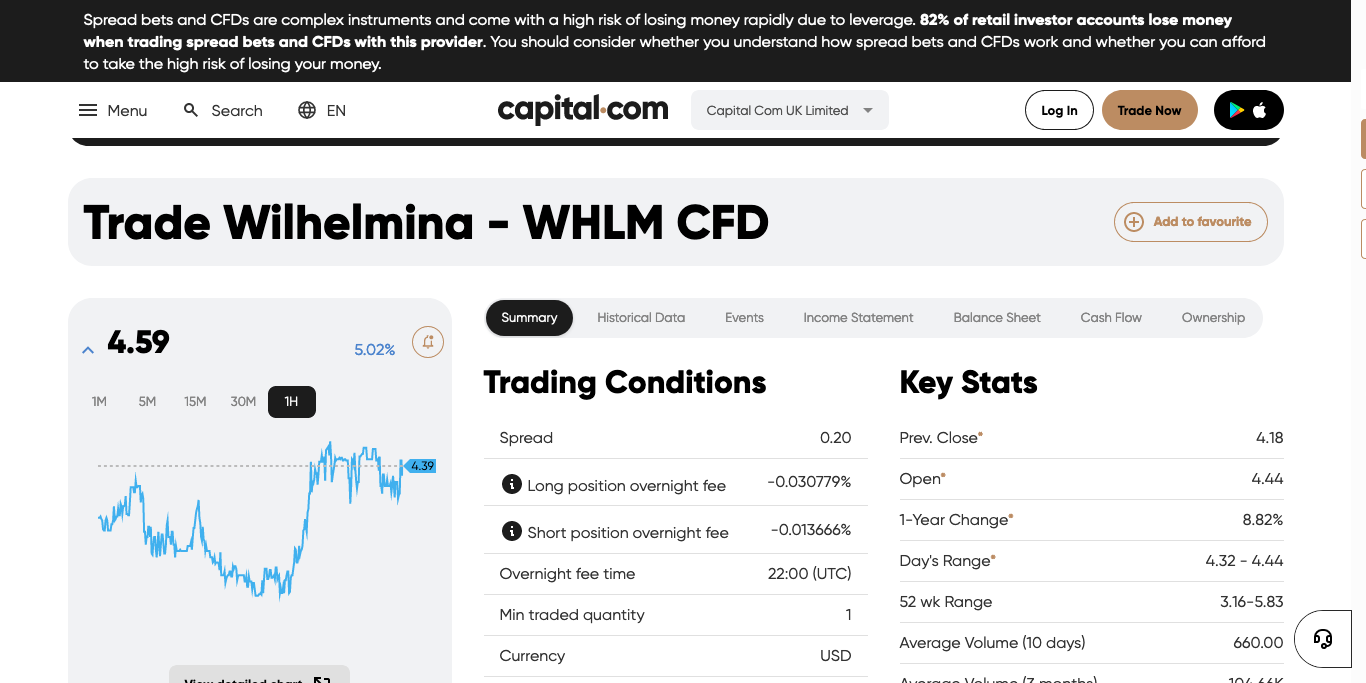 Spread bets and CFDs are complex instruments and come with a high risk of losing money rapidly due to leverage. 82% of retail investor accounts lose money
when trading spread bets and CFDs with this provider. You should consider whether you understand how spread bets and CFDs work and whether you can afford
to take the high risk of losing your money.
Menu Search EN capital.com Capital Com UK Limited Log In Trade Now
Trade Wilhelmina - WHLM CFD
Add to favourite
4.59
5.02%
1M 5M 15M 30M 1H
4.39
View detailed chart
Summary Historical Data Events Income Statement Balance Sheet Cash Flow Ownership
Trading Conditions
Spread 0.20
Long position overnight fee -0.030779%
Short position overnight fee -0.013666%
Overnight fee time 22:00 (UTC)
Min traded quantity 1
Currency USD
Key Stats
Prev. Close* 4.18
Open* 4.44
1-Year Change* 8.82%
Day's Range* 4.32 - 4.44
52 wk Range 3.16-5.83
Average Volume (10 days) 660.00
Average Volume (3 months) 104.66K